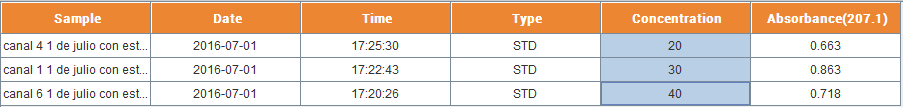 Sample Date Time Type Concentration Absorbance(207.1)
canal 4 1 de julio con est... 2016-07-01 17:25:30 STD 20 0.663
canal 1 1 de julio con est... 2016-07-01 17:22:43 STD 30 0.863
canal 6 1 de julio con est... 2016-07-01 17:20:26 STD 40 0.718